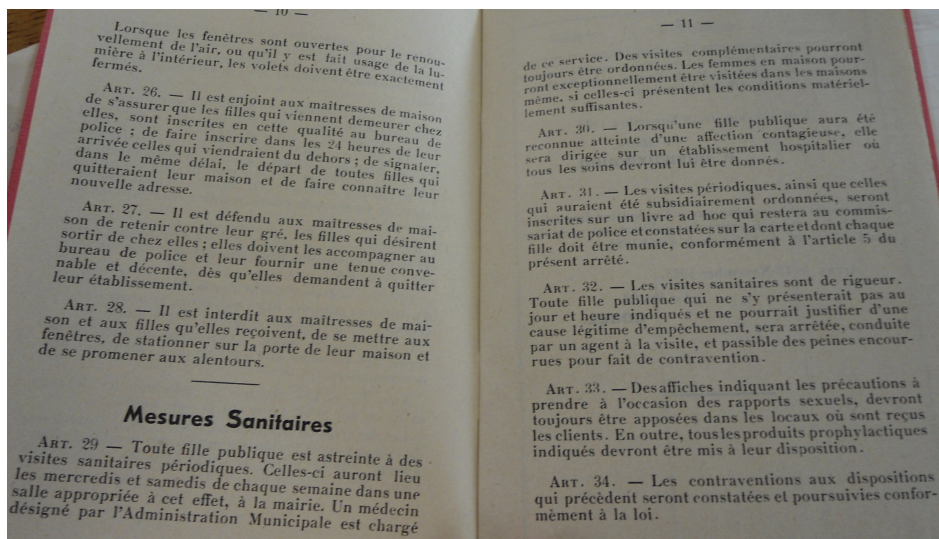 — 10 —
Lorsque les fenêtres sont ouvertes pour le renou-
vellement de l'air, ou qu'il y est fait usage de la lu-
mière à l'intérieur, les volets doivent être exactement
fermés.
ART. 26. — Il est enjoint aux maîtresses de maison
de s'assurer que les filles qui viennent demeurer chez
elles, sont inscrites en cette qualité au bureau de
police ; de faire inscrire dans les 24 heures de leur
arrivée celles qui viendraient du dehors ; de signaler,
dans le même délai, le départ de toutes filles qui
quitteraient leur maison et de faire connaître leur
nouvelle adresse.
ART. 27. — Il est défendu aux maîtresses de mai-
son de retenir contre leur gré, les filles qui désirent
sortir de chez elles ; elles doivent les accompagner au
bureau de police et leur fournir une tenue conve-
nable et décente, dès qu'elles demandent à quitter
leur établissement.
ART. 28. — Il est interdit aux maîtresses de mai-
son et aux filles qu'elles reçoivent, de se mettre aux
fenêtres, de stationner sur la porte de leur maison et
de se promener aux alentours.
Mesures Sanitaires
ART. 29 — Toute fille publique est astreinte à des
visites sanitaires périodiques. Celles-ci auront lieu
les mercredis et samedis de chaque semaine dans une
salle appropriée à cet effet, à la mairie. Un médecin
désigné par l'Administration Municipale est chargé
— 11 —
de ce service. Des visites complémentaires pourront
toujours être ordonnées. Les femmes en maison pour-
ront exceptionnellement être visitées dans les maisons
même, si celles-ci présentent les conditions matériel-
lement suffisantes.
ART. 30. — Lorsqu'une fille publique aura été
reconnue atteinte d'une affection contagieuse, elle
sera dirigée sur un établissement hospitalier où
tous les soins devront lui être donnés.
ART. 31. — Les visites périodiques, ainsi que celles
qui auraient été subsidiairement ordonnées, seront
inscrites sur un livre ad hoc qui restera au commis-
sariat de police et constatées sur la carte et dont chaque
fille doit être munie, conformément à l'article 5 du
présent arrêté.
ART. 32. — Les visites sanitaires sont de rigueur.
Toute fille publique qui ne s'y présenterait pas au
jour et heure indiqués et ne pourrait justifier d'une
cause légitime d'empêchement, sera arrêtée, conduite
par un agent à la visite, et passible des peines encour-
rues pour fait de contravention.
ART. 33. — Des affiches indiquant les précautions à
prendre à l'occasion des rapports sexuels, devront
toujours être apposées dans les locaux où sont reçus
les clients. En outre, tous les produits prophylactiques
indiqués devront être mis à leur disposition.
ART. 34. — Les contraventions aux dispositions
qui précèdent seront constatées et poursuivies confor-
mèment à la loi.